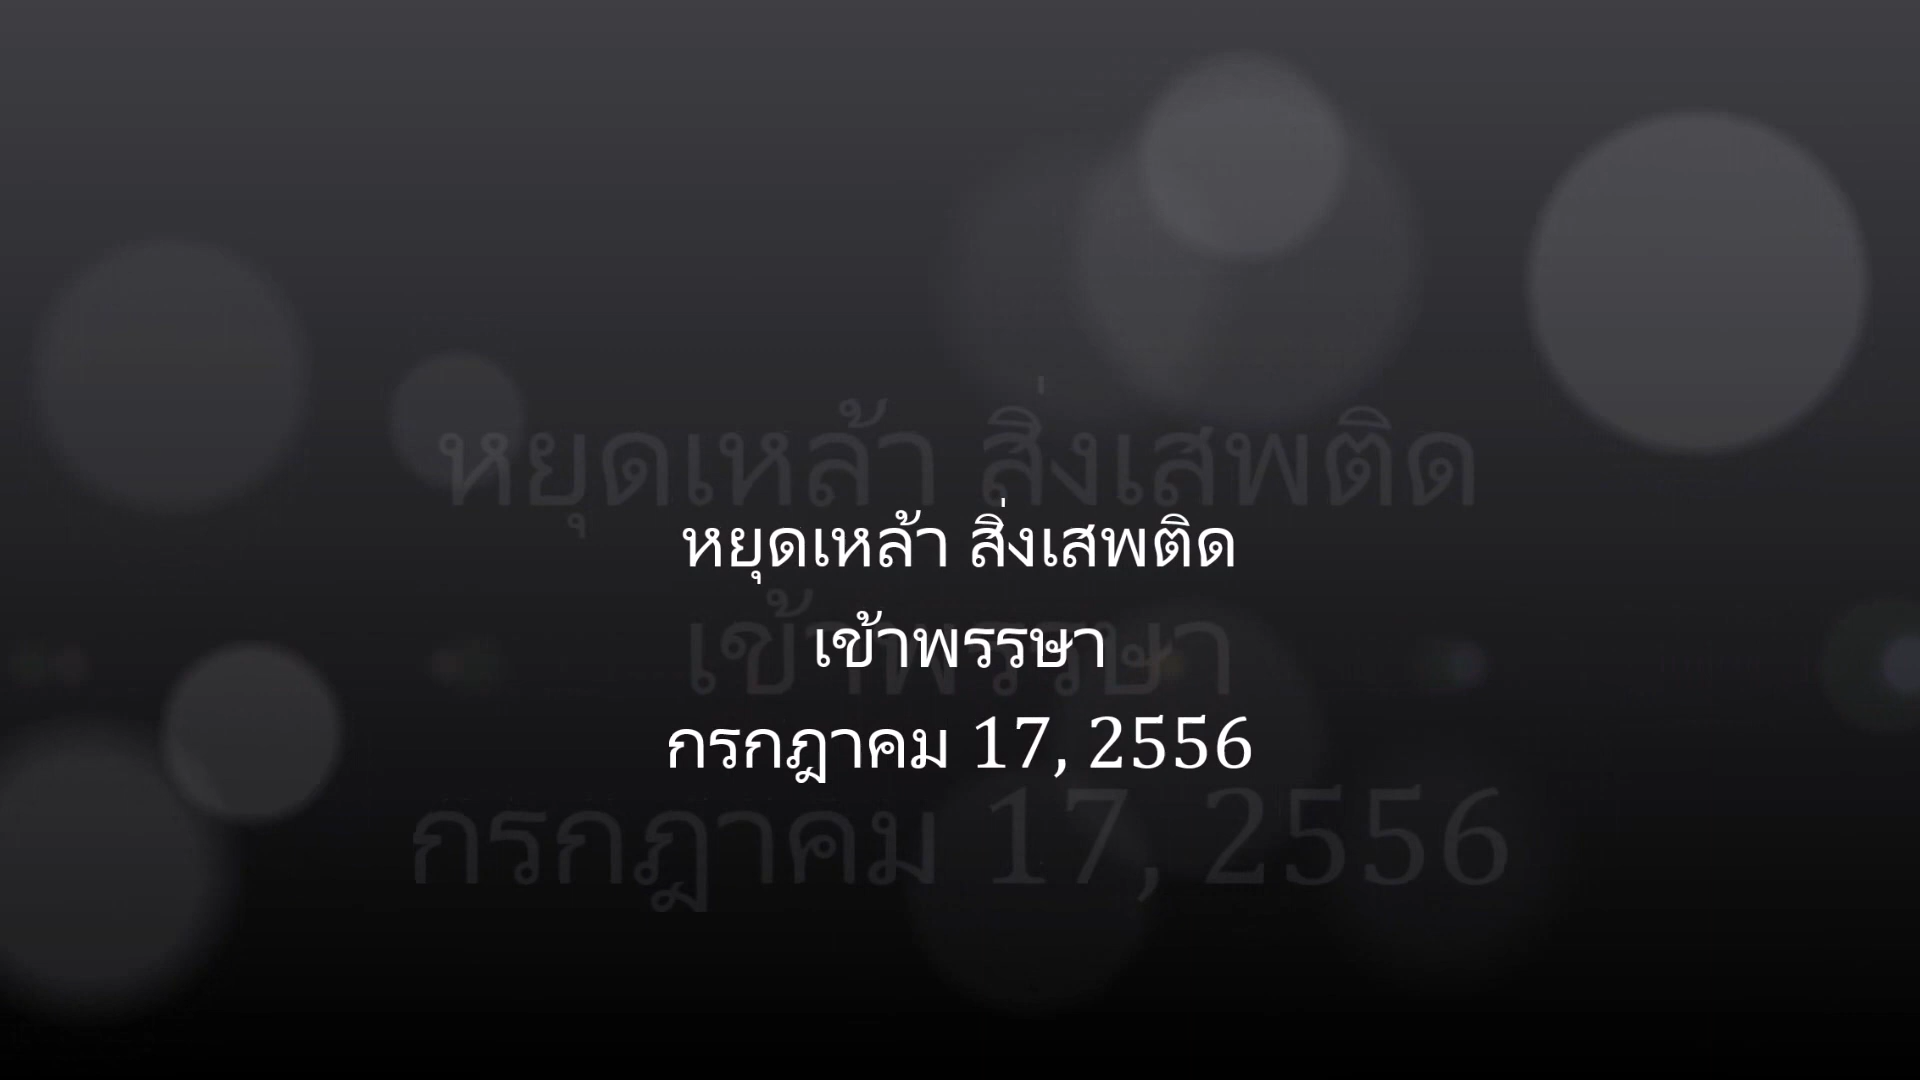 หยุดเหล้า สิ่งเสพติด
เข้าพรรษา
กรกฎาคม 17, 2556